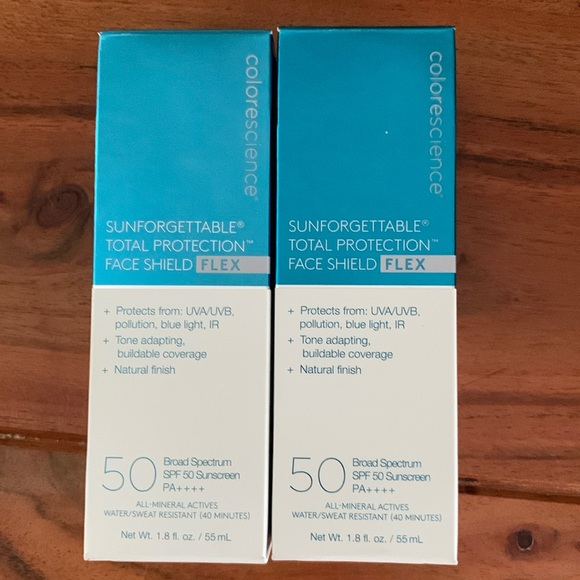 colorescience®
SUNFORGETTABLE®
TOTAL PROTECTION™
FACE SHIELD FLEX
+ Protects from: UVA/UVB,
pollution, blue light, IR
+ Tone adapting,
buildable coverage
+ Natural finish
50
Broad Spectrum
SPF 50 Sunscreen
PA++++
ALL-MINERAL ACTIVES
WATER/SWEAT RESISTANT (40 MINUTES)
Net Wt. 1.8 fl. oz. / 55 mL
colorescience®
SUNFORGETTABLE®
TOTAL PROTECTION™
FACE SHIELD FLEX
+ Protects from: UVA/UVB,
pollution, blue light, IR
+ Tone adapting,
buildable coverage
+ Natural finish
50
Broad Spectrum
SPF 50 Sunscreen
PA++++
ALL-MINERAL ACTIVES
WATER/SWEAT RESISTANT (40 MINUTES)
Net Wt. 1.8 fl. oz. / 55 mL